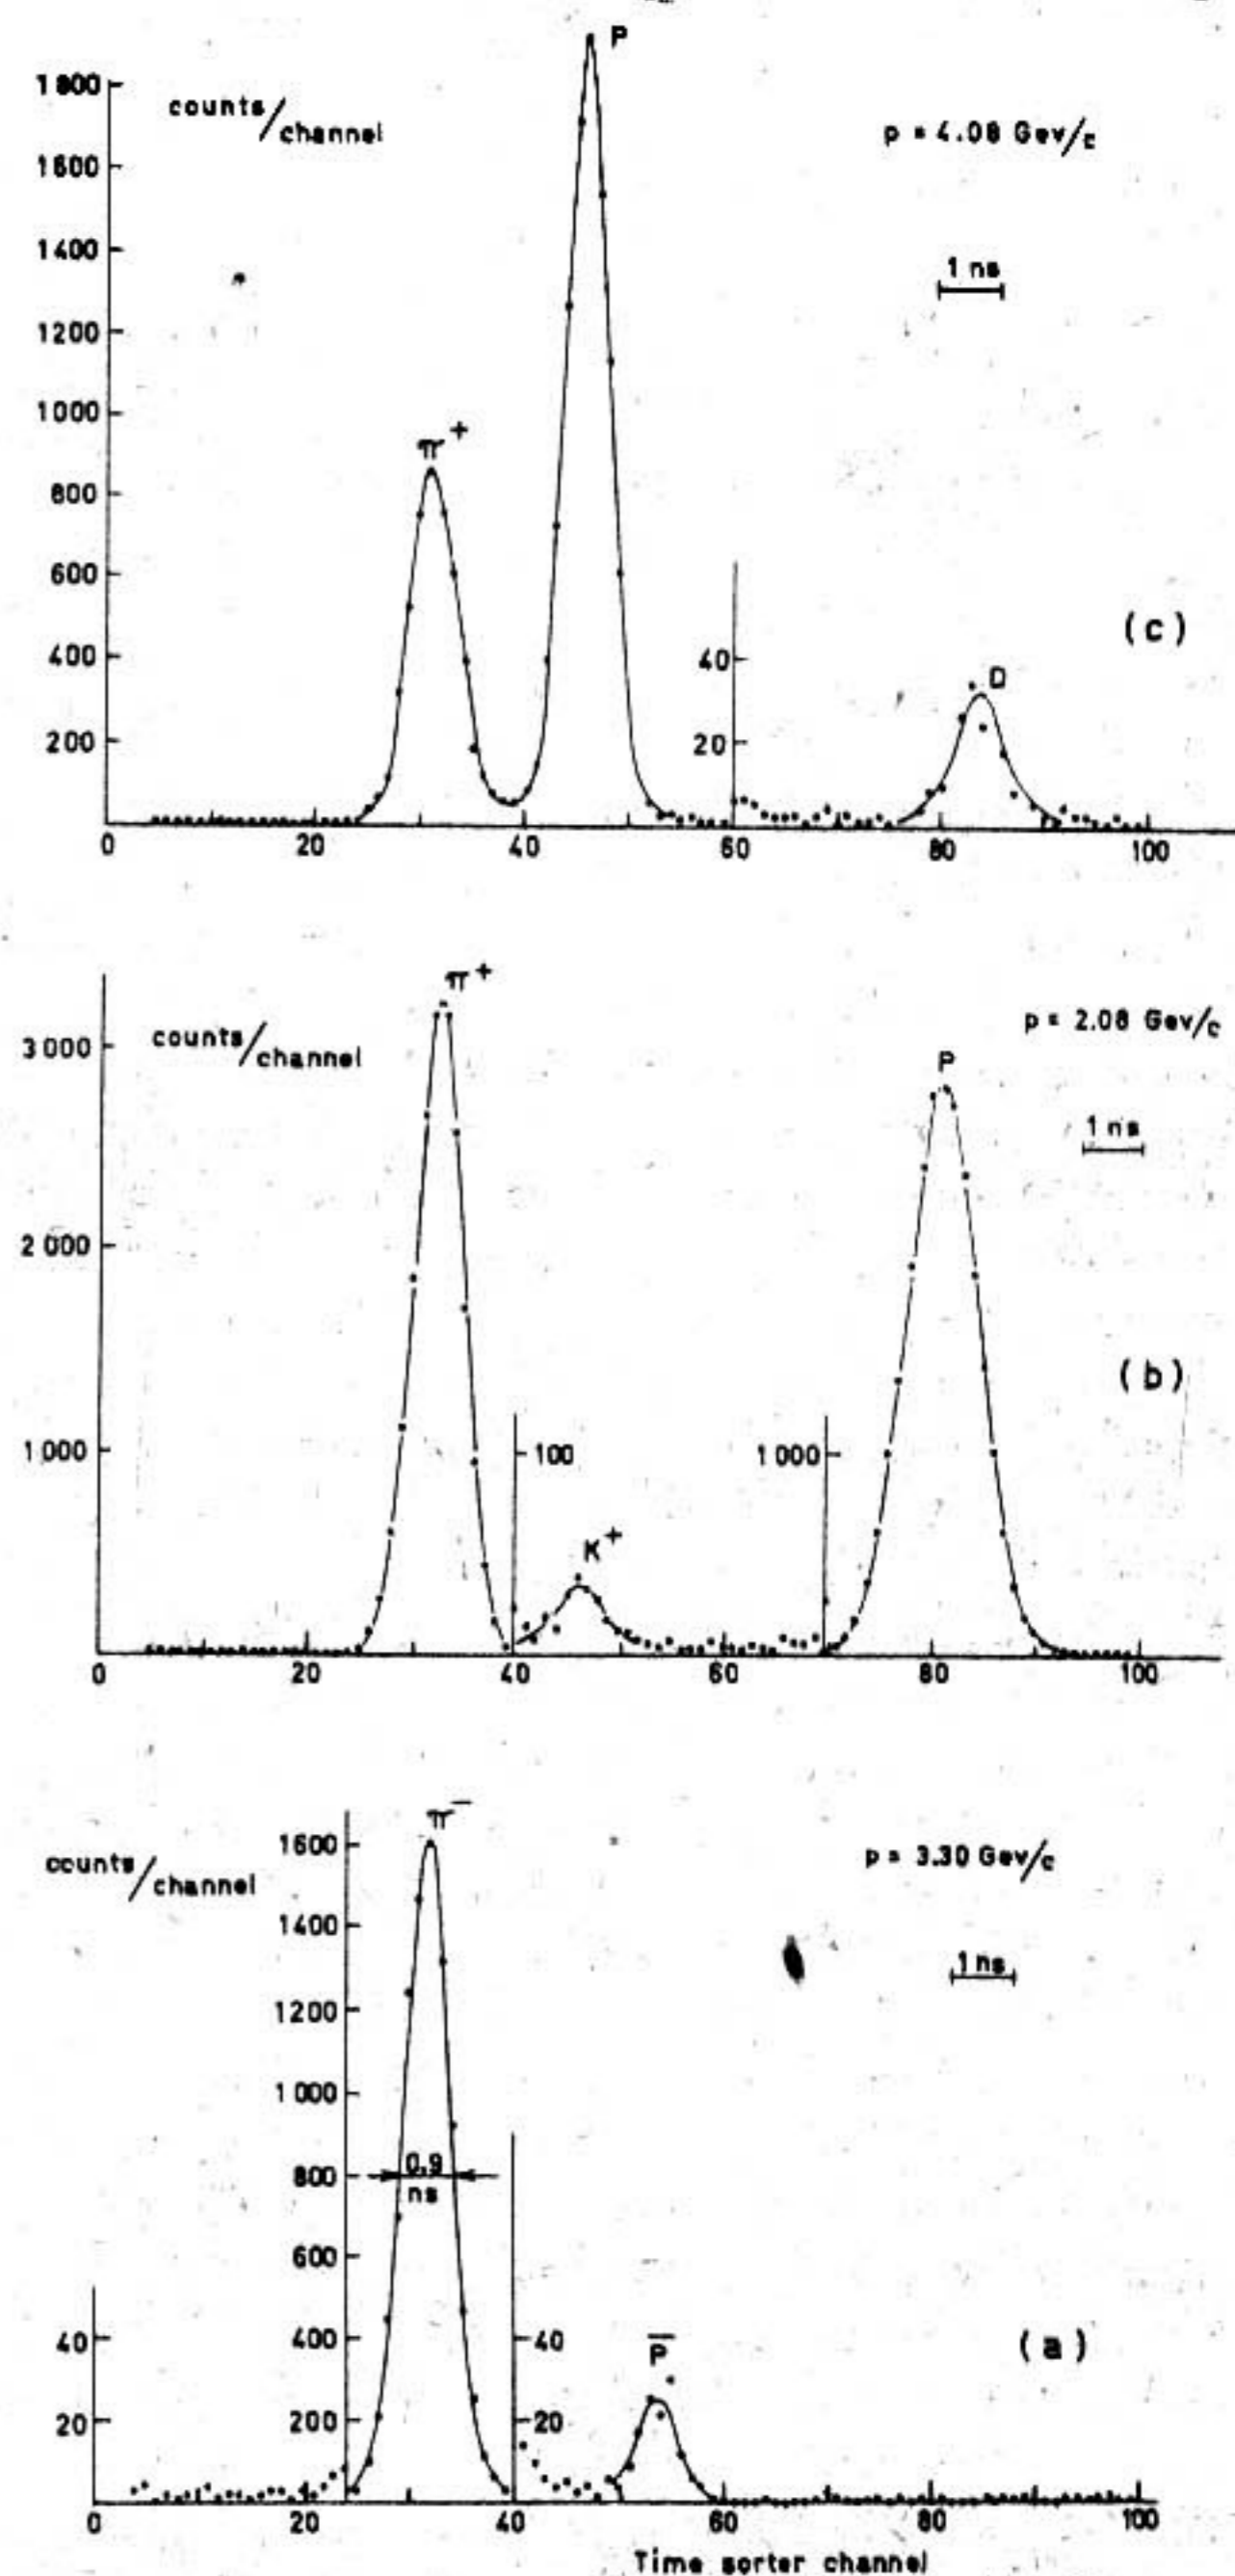 P
1800
counts/channel
p = 4.08 Gev/c
1600
1400
1 ns
1200
1000
π+
800
600
(c)
400
40
D
200
20
0 20 40 60 80 100
π+
p = 2.08 Gev/c
3000
counts/channel
P
1 ns
2000
(b)
1000
100
1000
K+
0 20 40 60 80 100
π−
1600
counts/channel
p = 3.30 Gev/c
1400
1 ns
1200
1000
800
0.9
ns
600
40
400
40
P̅
(a)
20
200
20
0 20 40 60 80 100
Time sorter channel